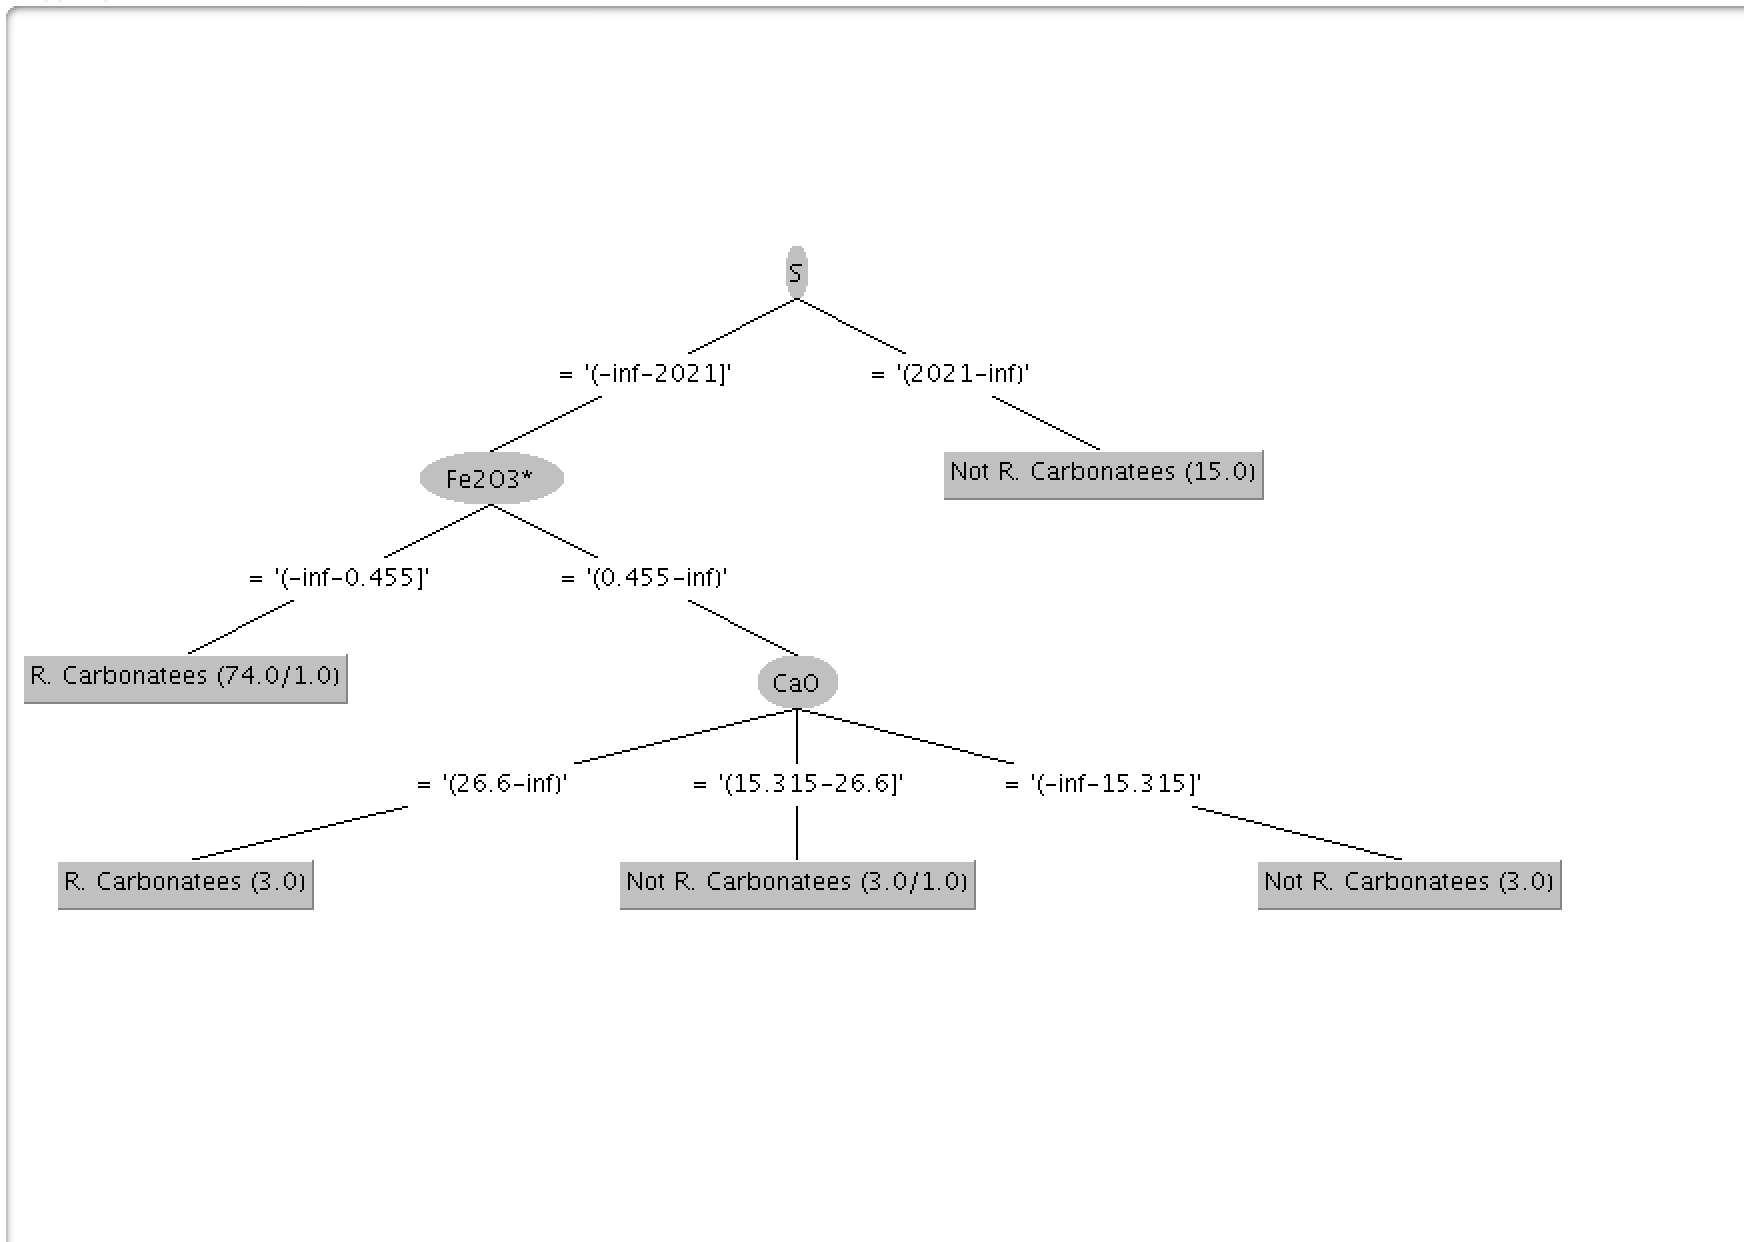 S
= '(-inf-2021]'
= '(2021-inf)'
Fe2O3*
Not R. Carbonatees (15.0)
= '(-inf-0.455]'
= '(0.455-inf)'
R. Carbonatees (74.0/1.0)
CaO
= '(26.6-inf)'
= '(15.315-26.6]'
= '(-inf-15.315]'
R. Carbonatees (3.0)
Not R. Carbonatees (3.0/1.0)
Not R. Carbonatees (3.0)